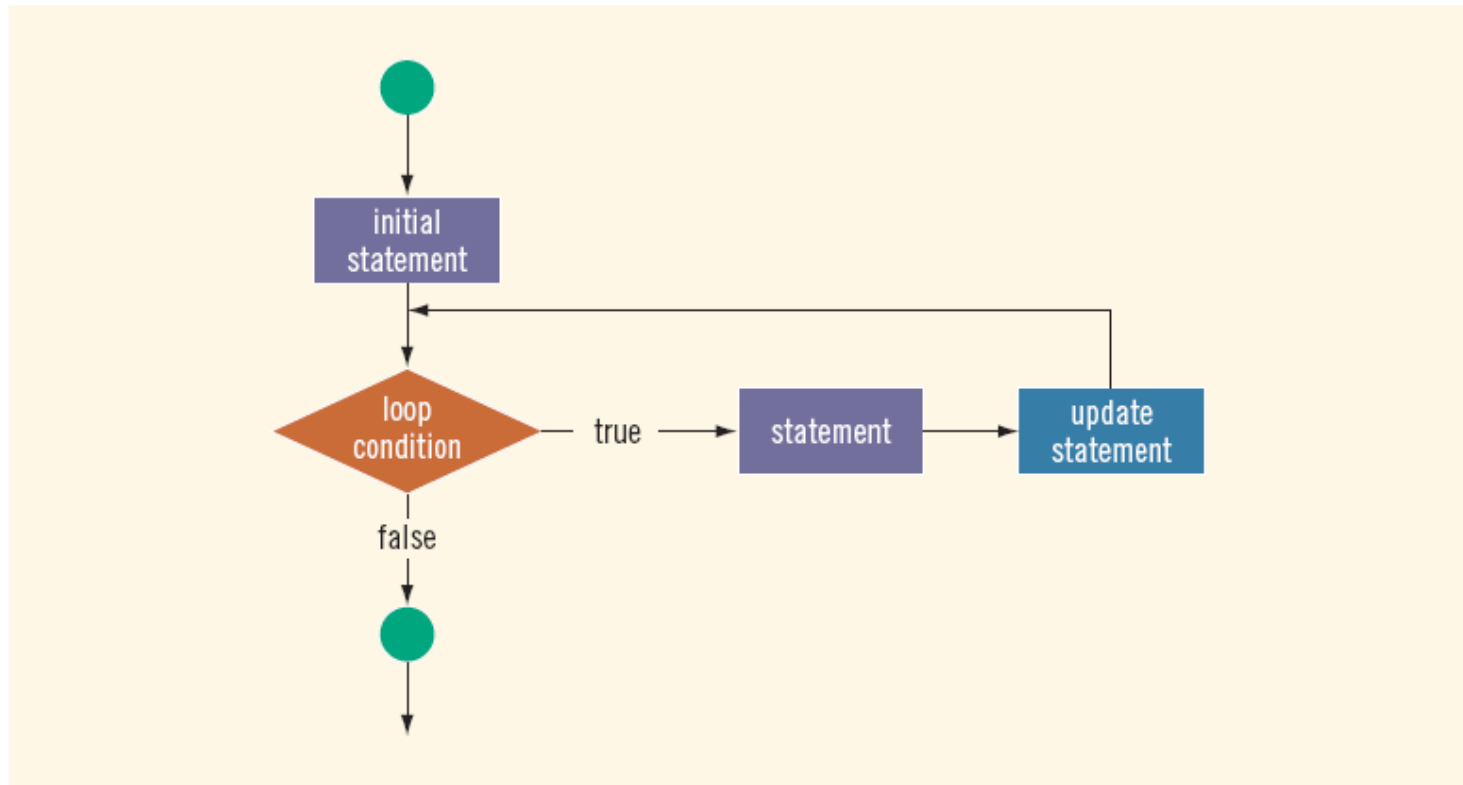 initial
statement
loop
condition
true
statement
update
statement
false